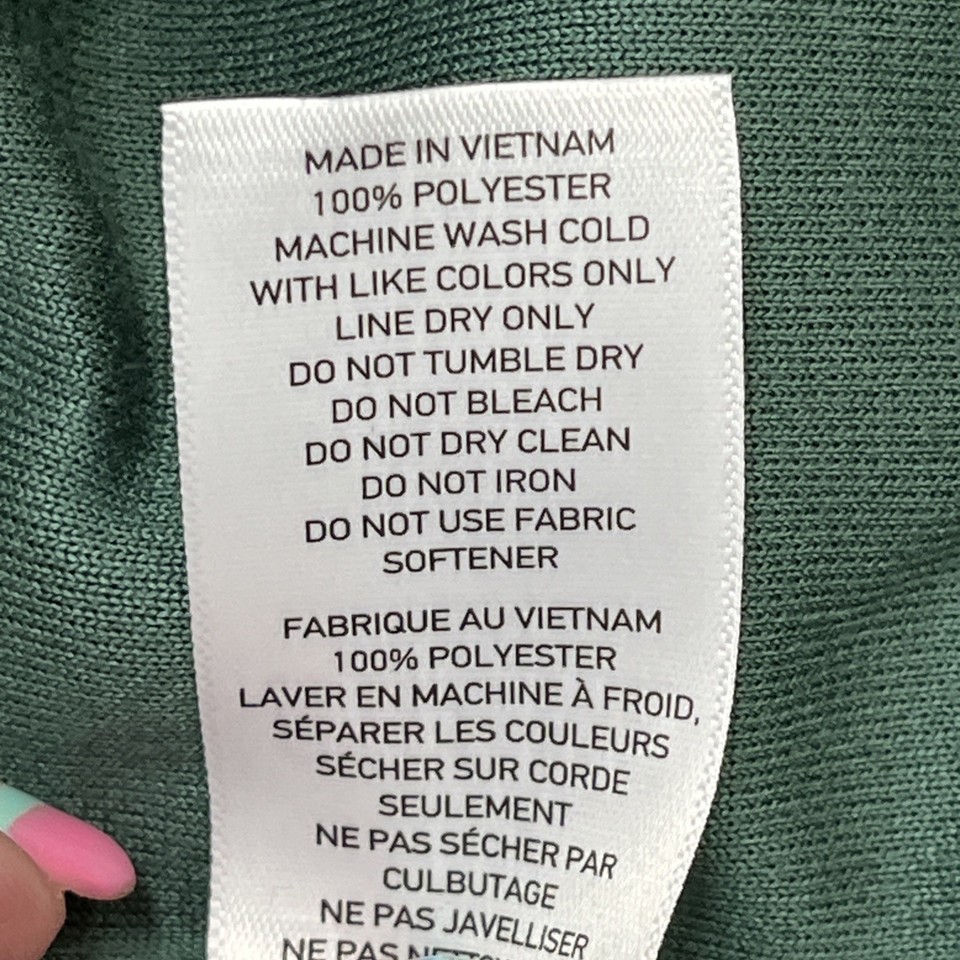 MADE IN VIETNAM
100% POLYESTER
MACHINE WASH COLD
WITH LIKE COLORS ONLY
LINE DRY ONLY
DO NOT TUMBLE DRY
DO NOT BLEACH
DO NOT DRY CLEAN
DO NOT IRON
DO NOT USE FABRIC
SOFTENER
FABRIQUE AU VIETNAM
100% POLYESTER
LAVER EN MACHINE À FROID,
SÉPARER LES COULEURS
SÉCHER SUR CORDE
SEULEMENT
NE PAS SÉCHER PAR
CULBUTAGE
NE PAS JAVELLISER
NE PAS